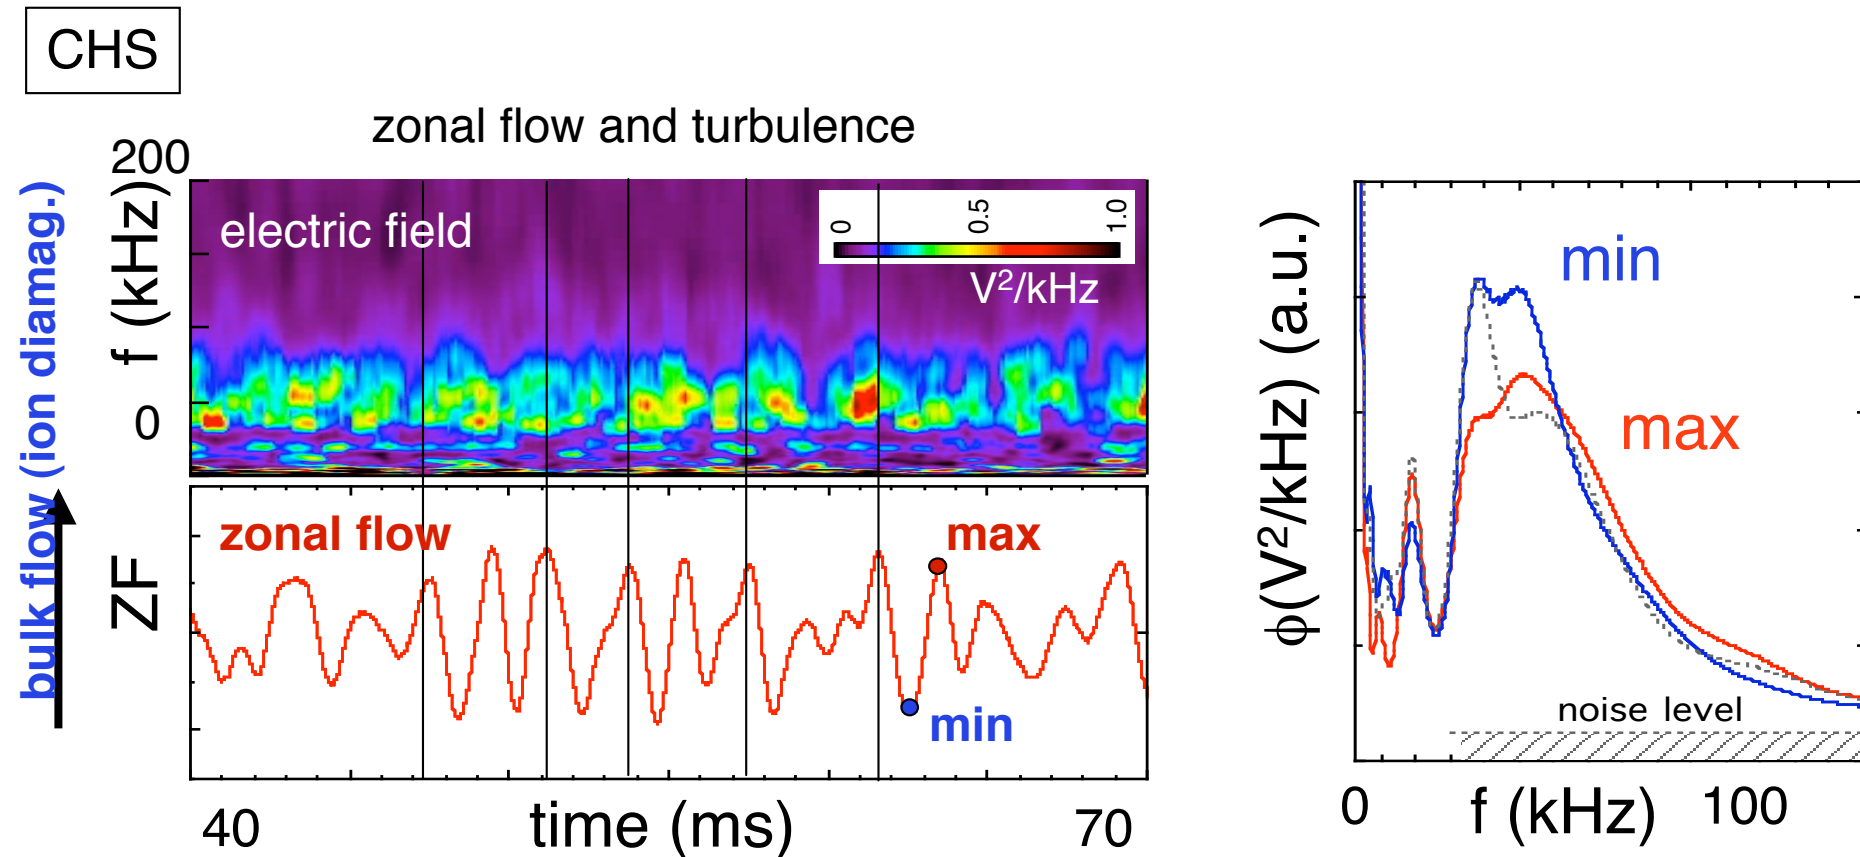 CHS
zonal flow and turbulence
200
f (kHz)
0
electric field
0 0.5 1.0
V²/kHz
bulk flow (ion diamag.)
ZF
zonal flow
max
min
40 time (ms) 70
ϕ(V²/kHz) (a.u.)
min
max
noise level
0 f (kHz) 100